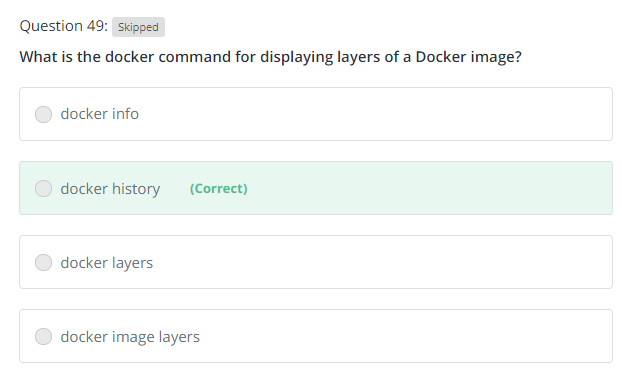 Question 49: Skipped
What is the docker command for displaying layers of a Docker image?
docker info
docker history (Correct)
docker layers
docker image layers